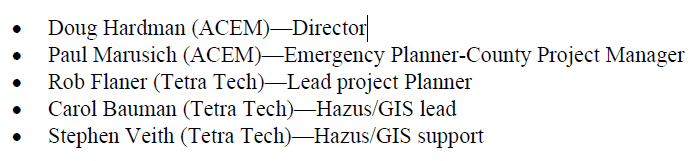 • Doug Hardman (ACEM)—Director
• Paul Marusich (ACEM)—Emergency Planner-County Project Manager
• Rob Flaner (Tetra Tech)—Lead project Planner
• Carol Bauman (Tetra Tech)—Hazus/GIS lead
• Stephen Veith (Tetra Tech)—Hazus/GIS support